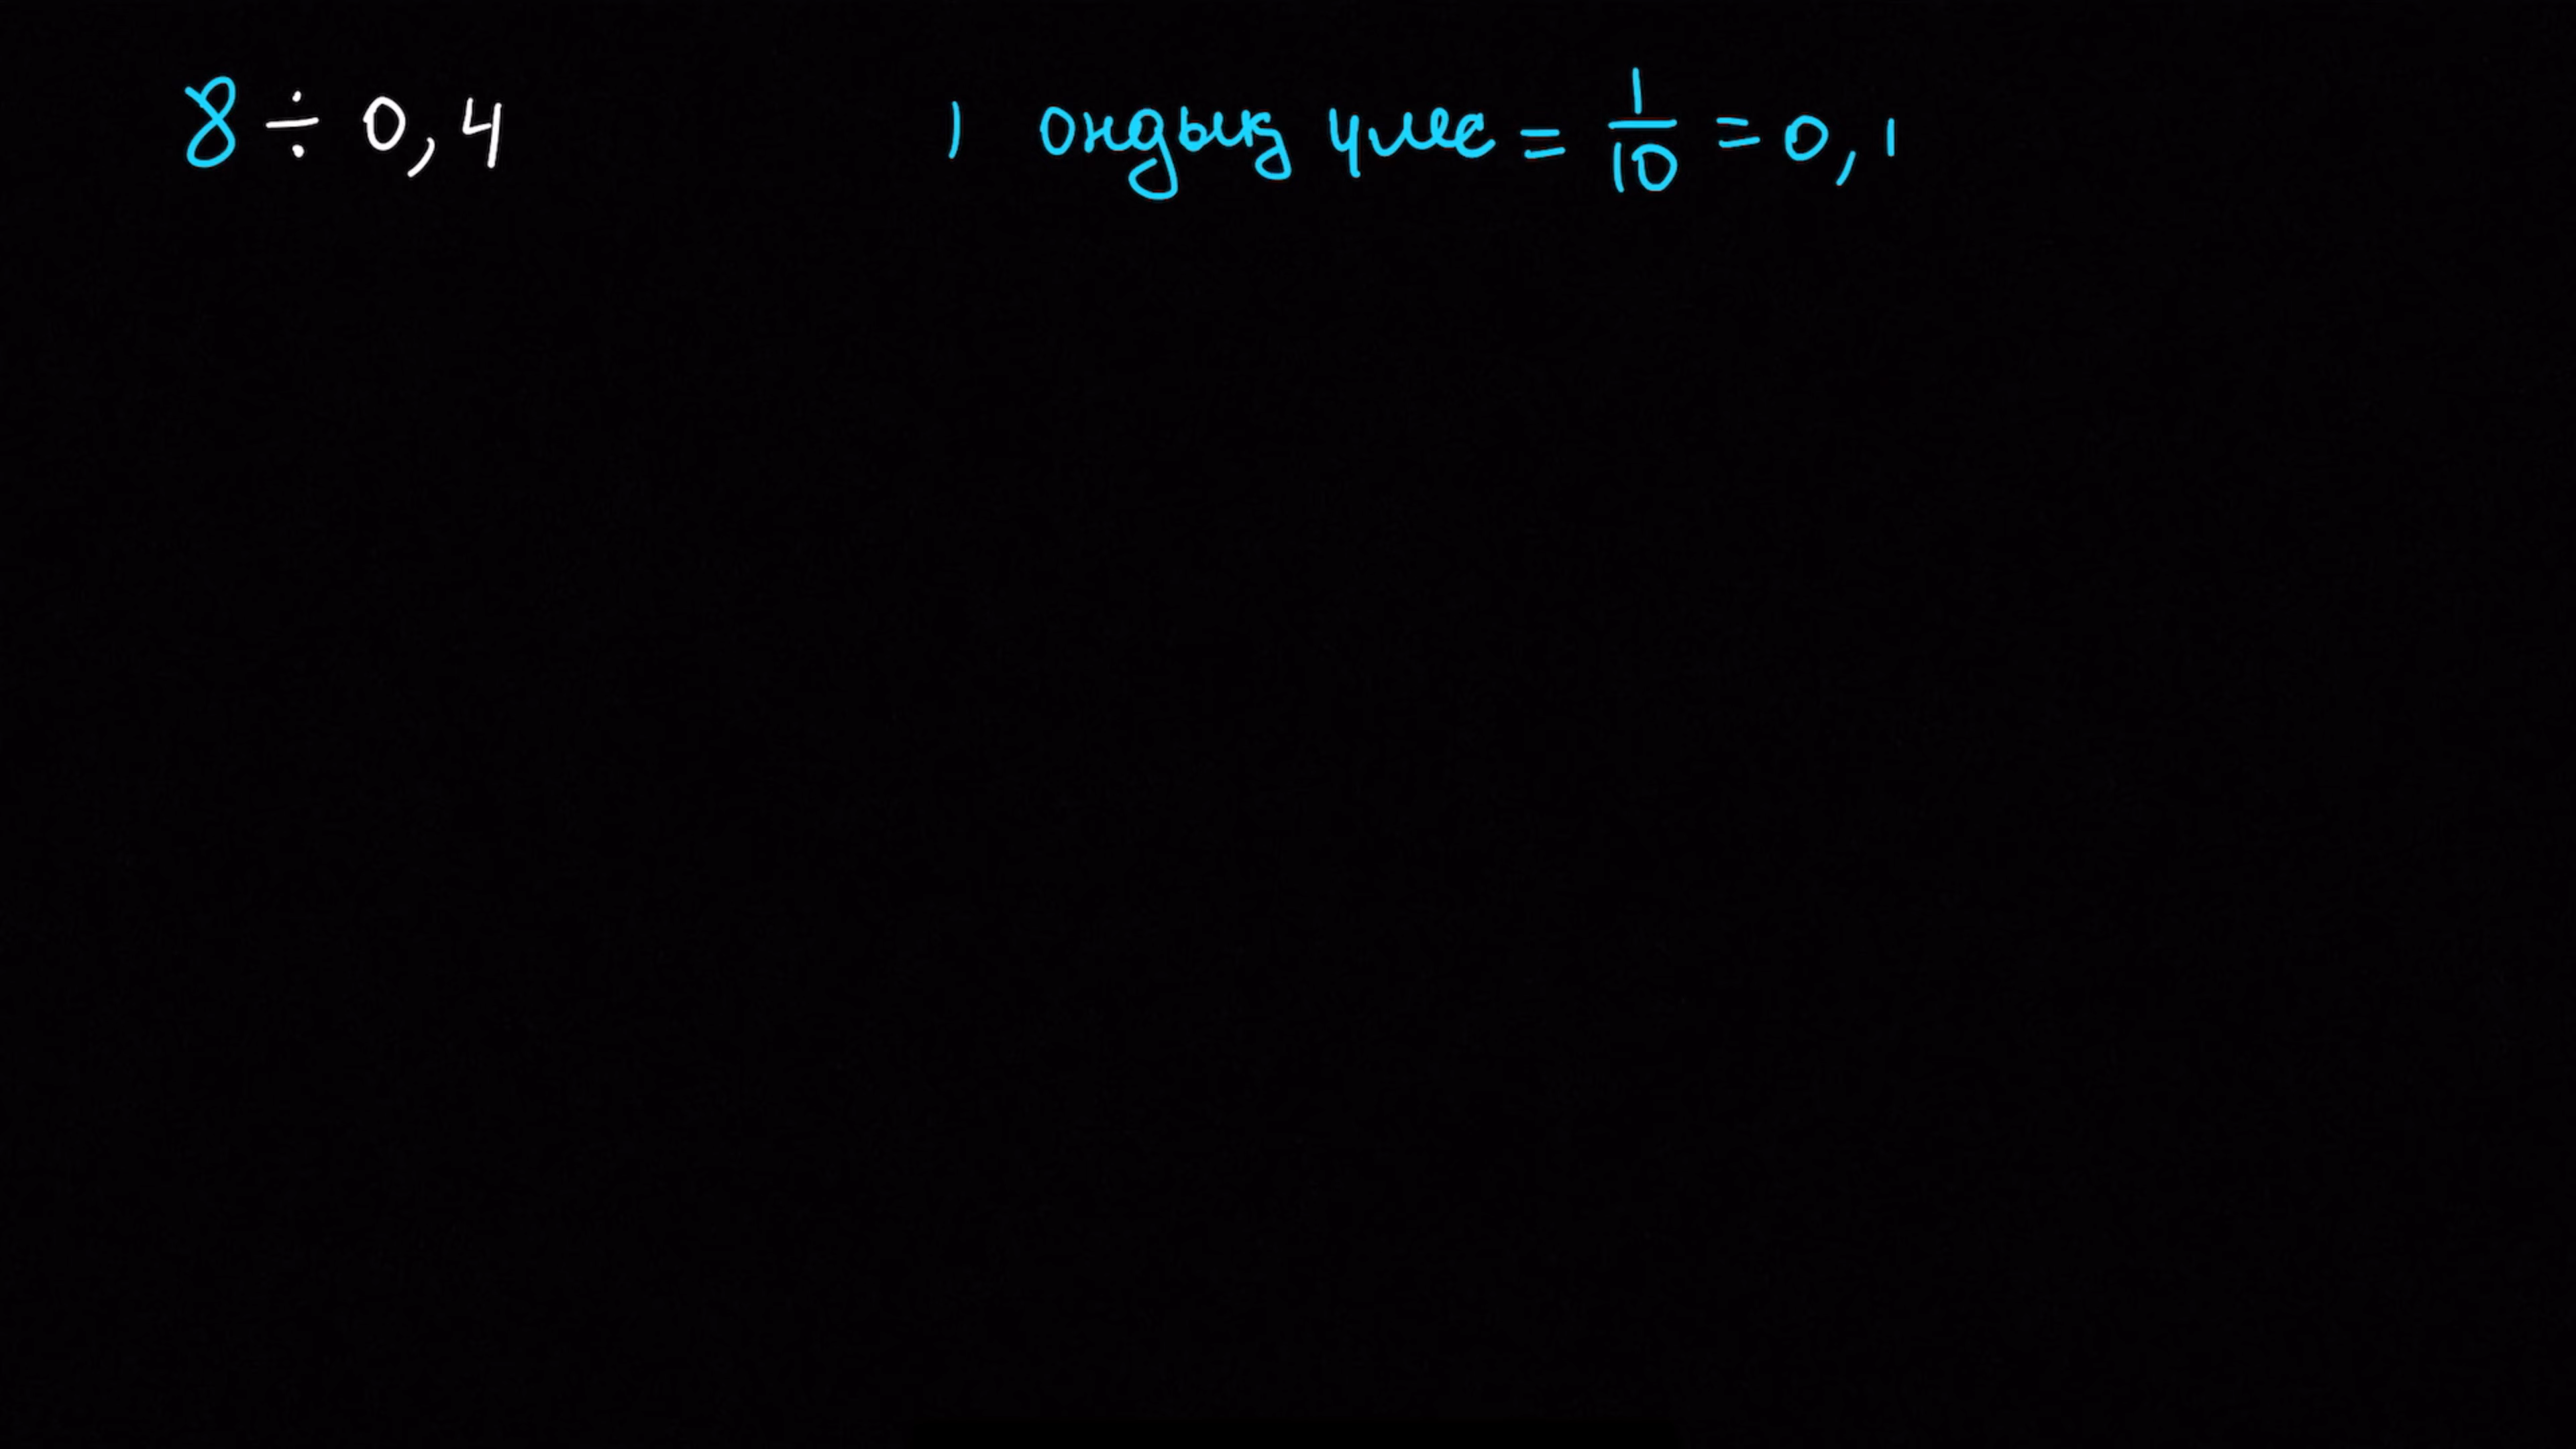 8 ÷ 0,4
1 ондық үлес = 1/10 = 0,1